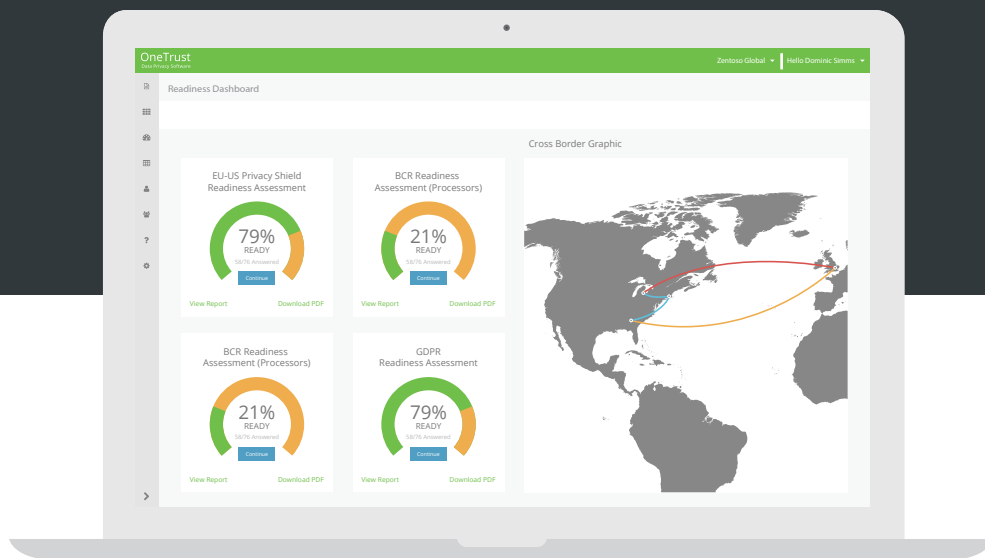 OneTrust
Data Privacy Software
Zentoso Global
Hello Dominic Simms
Readiness Dashboard
Cross Border Graphic
EU-US Privacy Shield
Readiness Assessment
79%
READY
58/76 Answered
Continue
View Report
Download PDF
BCR Readiness
Assessment (Processors)
21%
READY
58/76 Answered
Continue
View Report
Download PDF
BCR Readiness
Assessment (Processors)
21%
READY
58/76 Answered
Continue
View Report
Download PDF
GDPR
Readiness Assessment
79%
READY
58/76 Answered
Continue
View Report
Download PDF